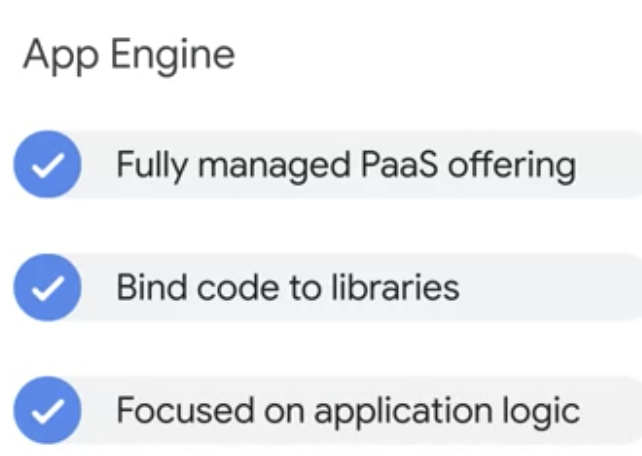 App Engine
Fully managed PaaS offering
Bind code to libraries
Focused on application logic